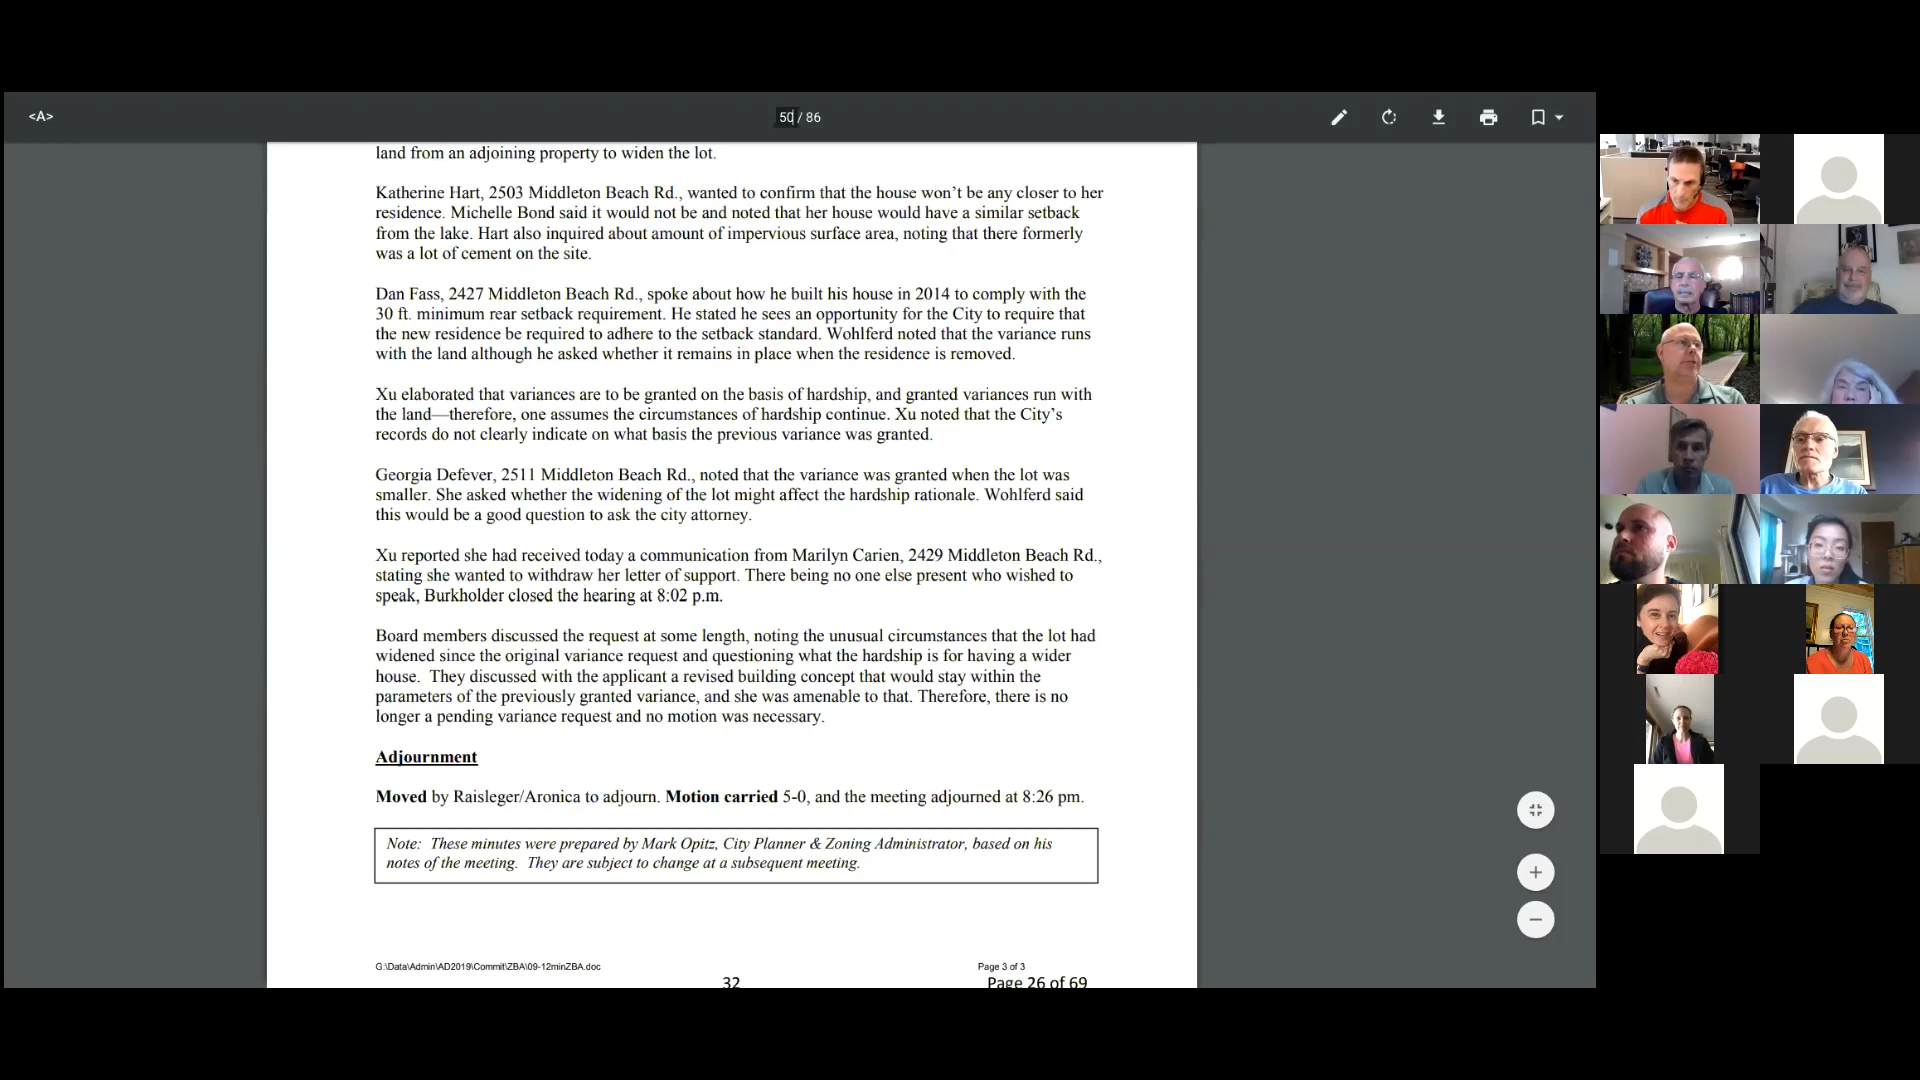 <A>
50 / 86
land from an adjoining property to widen the lot.
Katherine Hart, 2503 Middleton Beach Rd., wanted to confirm that the house won't be any closer to her
residence. Michelle Bond said it would not be and noted that her house would have a similar setback
from the lake. Hart also inquired about amount of impervious surface area, noting that there formerly
was a lot of cement on the site.
Dan Fass, 2427 Middleton Beach Rd., spoke about how he built his house in 2014 to comply with the
30 ft. minimum rear setback requirement. He stated he sees an opportunity for the City to require that
the new residence be required to adhere to the setback standard. Wohlferd noted that the variance runs
with the land although he asked whether it remains in place when the residence is removed.
Xu elaborated that variances are to be granted on the basis of hardship, and granted variances run with
the land—therefore, one assumes the circumstances of hardship continue. Xu noted that the City's
records do not clearly indicate on what basis the previous variance was granted.
Georgia Defever, 2511 Middleton Beach Rd., noted that the variance was granted when the lot was
smaller. She asked whether the widening of the lot might affect the hardship rationale. Wohlferd said
this would be a good question to ask the city attorney.
Xu reported she had received today a communication from Marilyn Carien, 2429 Middleton Beach Rd.,
stating she wanted to withdraw her letter of support. There being no one else present who wished to
speak, Burkholder closed the hearing at 8:02 p.m.
Board members discussed the request at some length, noting the unusual circumstances that the lot had
widened since the original variance request and questioning what the hardship is for having a wider
house.  They discussed with the applicant a revised building concept that would stay within the
parameters of the previously granted variance, and she was amenable to that. Therefore, there is no
longer a pending variance request and no motion was necessary.
Adjournment
Moved by Raisleger/Aronica to adjourn. Motion carried 5-0, and the meeting adjourned at 8:26 pm.
Note:  These minutes were prepared by Mark Opitz, City Planner & Zoning Administrator, based on his
notes of the meeting.  They are subject to change at a subsequent meeting.
G:\Data\Admin\AD2019\Commit\ZBA\09-12minZBA.doc
Page 3 of 3
32
Page 26 of 69